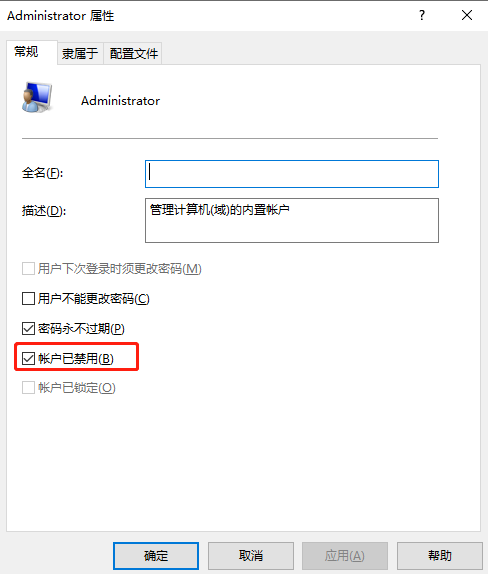 Administrator 属性
常规 隶属于 配置文件
Administrator
全名(F):
描述(D): 管理计算机(域)的内置帐户
用户下次登录时须更改密码(M)
用户不能更改密码(C)
密码永不过期(P)
帐户已禁用(B)
帐户已锁定(O)
确定 取消 应用(A) 帮助